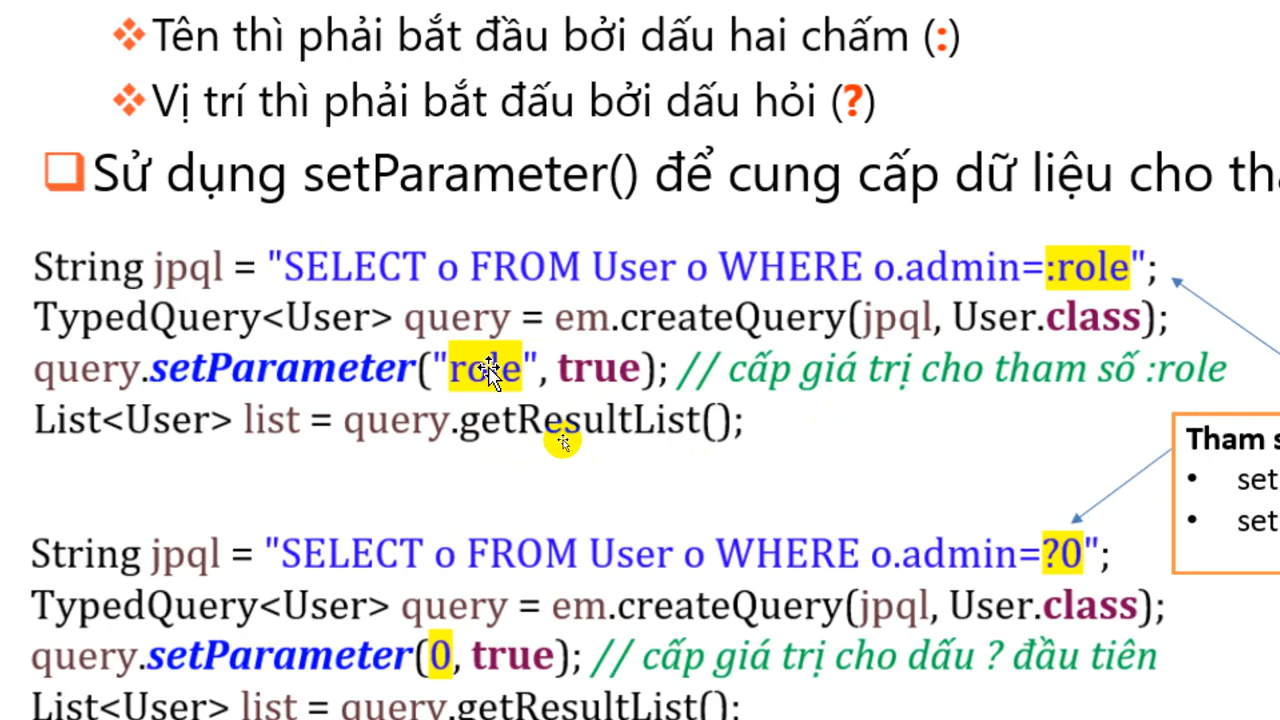 Tên thì phải bắt đầu bởi dấu hai chấm (:)
Vị trí thì phải bắt đấu bởi dấu hỏi (?)
Sử dụng setParameter() để cung cấp dữ liệu cho
String jpql = "SELECT o FROM User o WHERE o.admin=:role";
TypedQuery<User> query = em.createQuery(jpql, User.class);
query.setParameter("role", true); // cấp giá trị cho tham số :role
List<User> list = query.getResultList();
Tham
• set
• set
String jpql = "SELECT o FROM User o WHERE o.admin=?0";
TypedQuery<User> query = em.createQuery(jpql, User.class);
query.setParameter(0, true); // cấp giá trị cho dấu ? đầu tiên
List<User> list = query.getResultList();